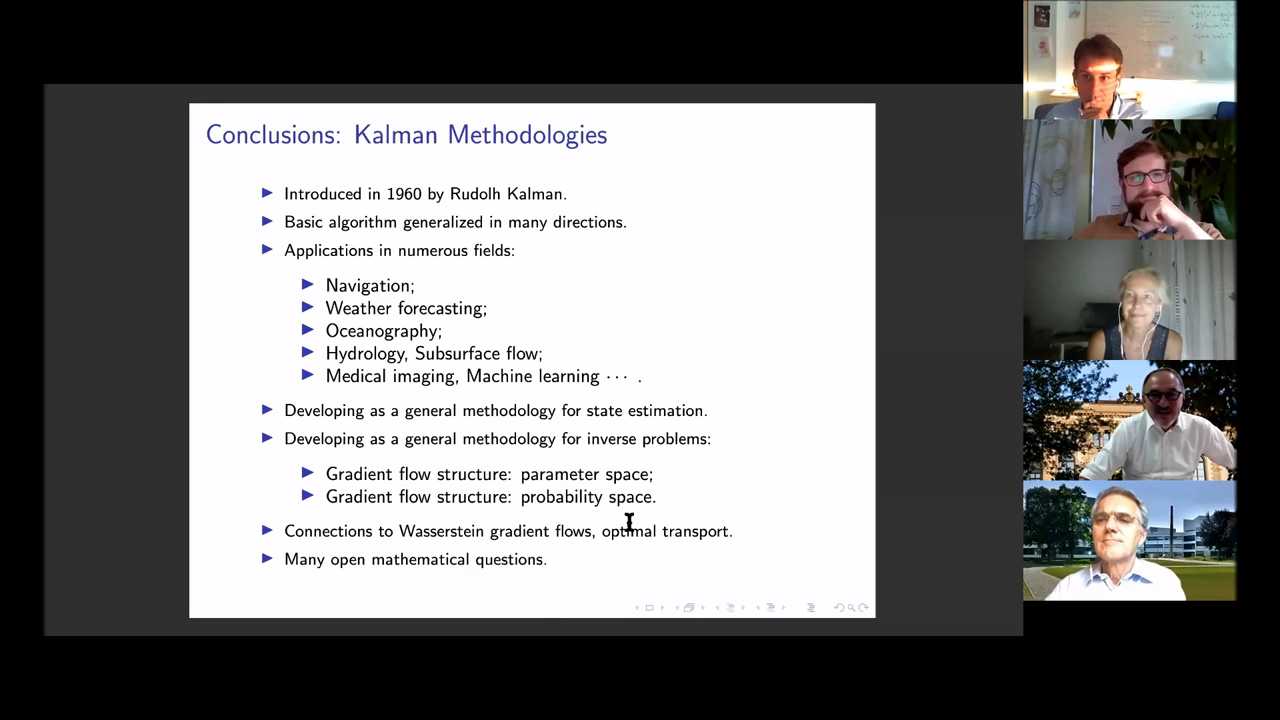 Conclusions: Kalman Methodologies
Introduced in 1960 by Rudolh Kalman.
Basic algorithm generalized in many directions.
Applications in numerous fields:
Navigation;
Weather forecasting;
Oceanography;
Hydrology, Subsurface flow;
Medical imaging, Machine learning ··· .
Developing as a general methodology for state estimation.
Developing as a general methodology for inverse problems:
Gradient flow structure: parameter space;
Gradient flow structure: probability space.
Connections to Wasserstein gradient flows, optimal transport.
Many open mathematical questions.